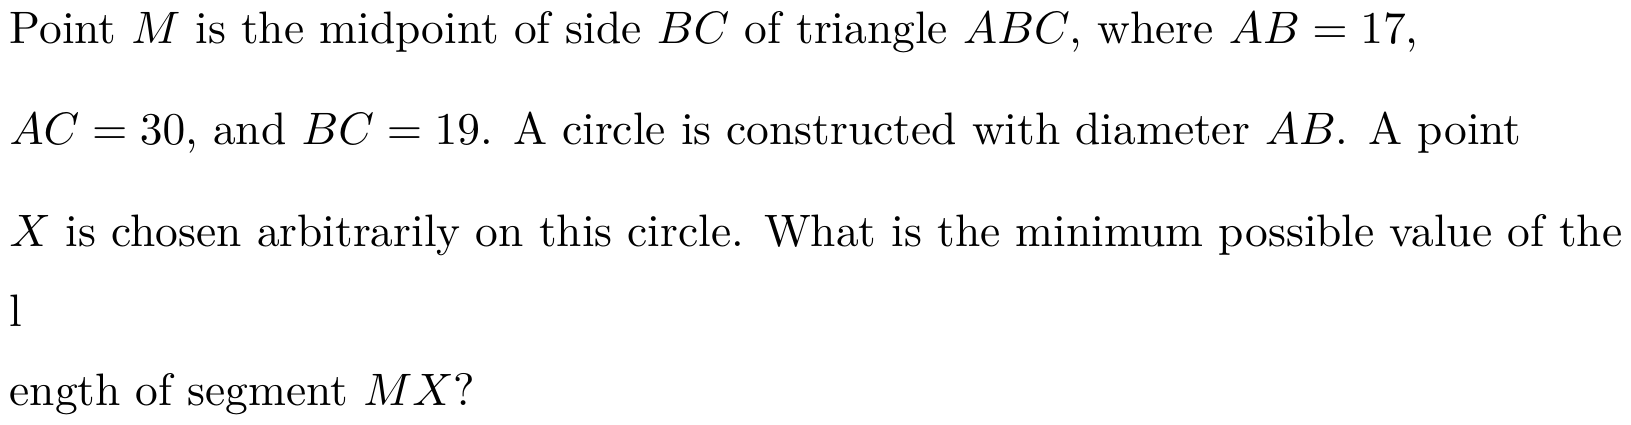 Point M is the midpoint of side BC of triangle ABC, where AB = 17,
AC = 30, and BC = 19. A circle is constructed with diameter AB. A point
X is chosen arbitrarily on this circle. What is the minimum possible value of the
l
ength of segment MX?